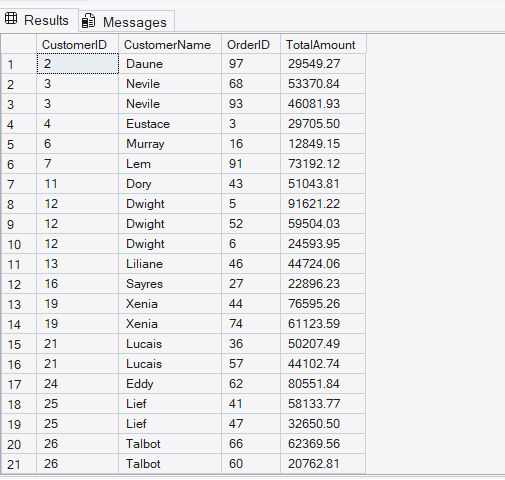 Results Messages
CustomerID CustomerName OrderID TotalAmount
1 2 Daune 97 29549.27
2 3 Nevile 68 53370.84
3 3 Nevile 93 46081.93
4 4 Eustace 3 29705.50
5 6 Murray 16 12849.15
6 7 Lem 91 73192.12
7 11 Dory 43 51043.81
8 12 Dwight 5 91621.22
9 12 Dwight 52 59504.03
10 12 Dwight 6 24593.95
11 13 Liliane 46 44724.06
12 16 Sayres 27 22896.23
13 19 Xenia 44 76595.26
14 19 Xenia 74 61123.59
15 21 Lucais 36 50207.49
16 21 Lucais 57 44102.74
17 24 Eddy 62 80551.84
18 25 Lief 41 58133.77
19 25 Lief 47 32650.50
20 26 Talbot 66 62369.56
21 26 Talbot 60 20762.81